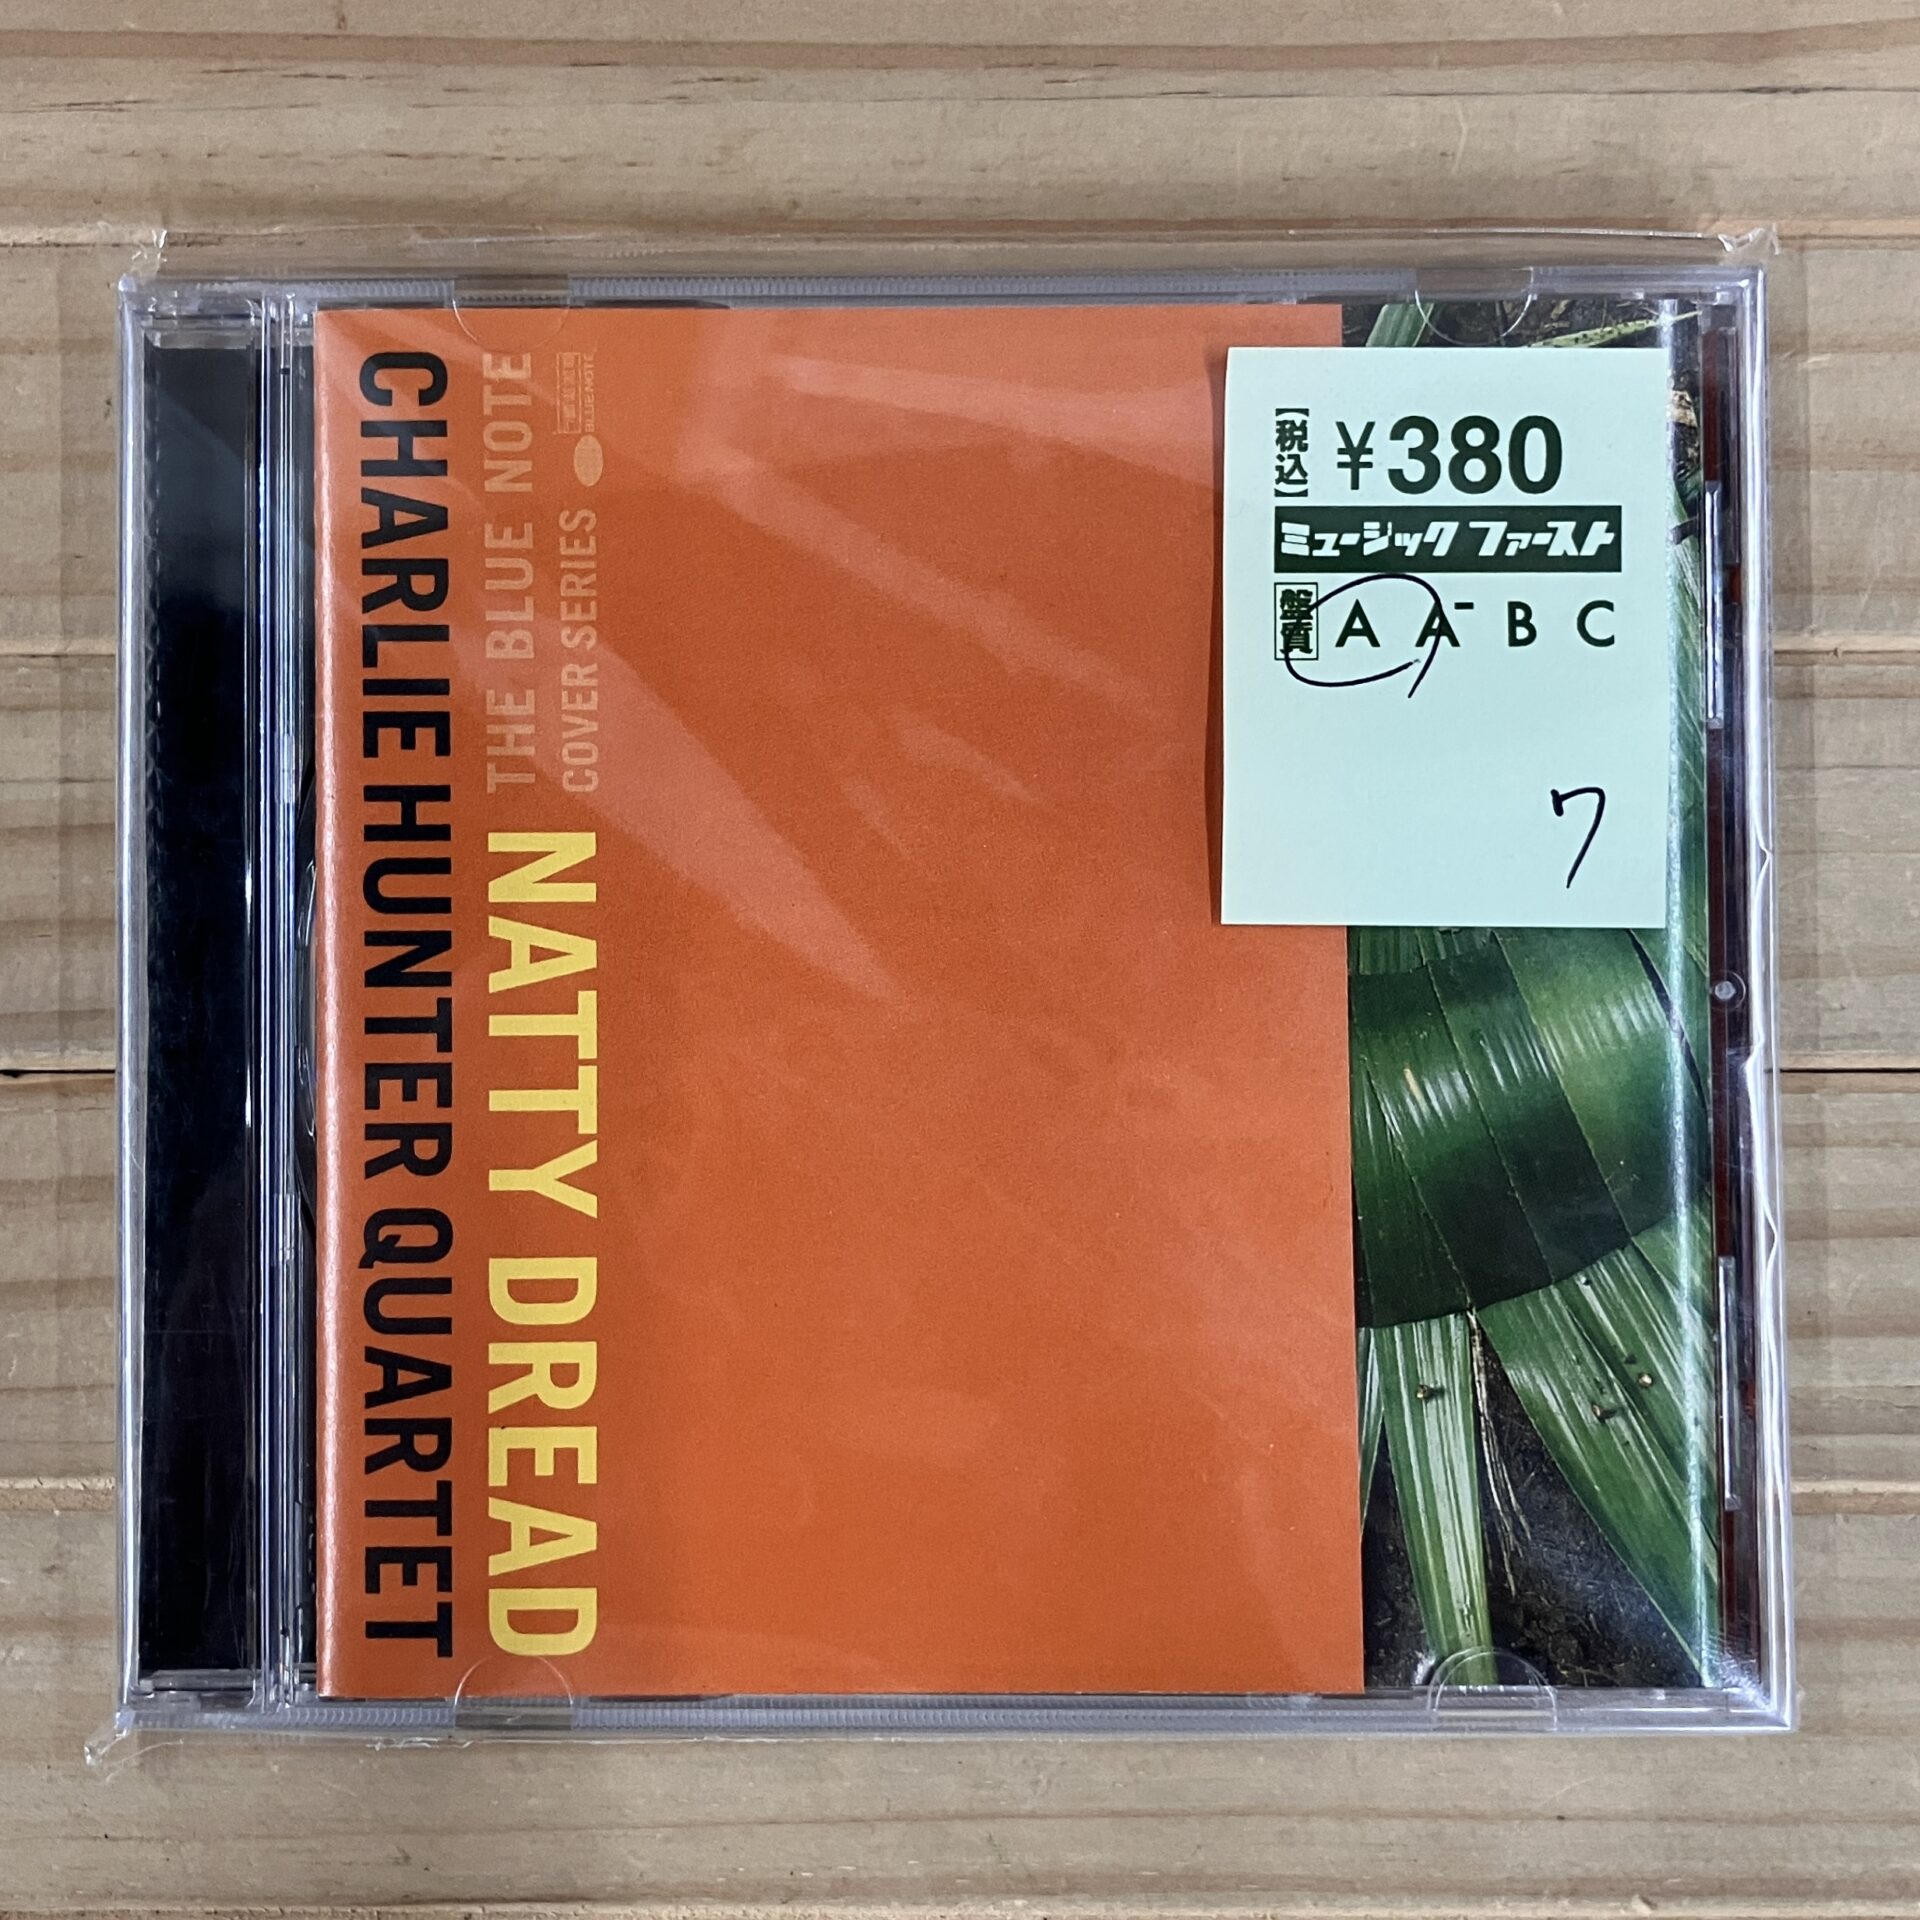 CHARLIE HUNTER QUARTET
THE BLUE NOTE
COVER SERIES
BLUE NOTE
NATTY DREAD
【税込】 ¥380
ミュージック ファースト
盤質 A A- B C
ワ